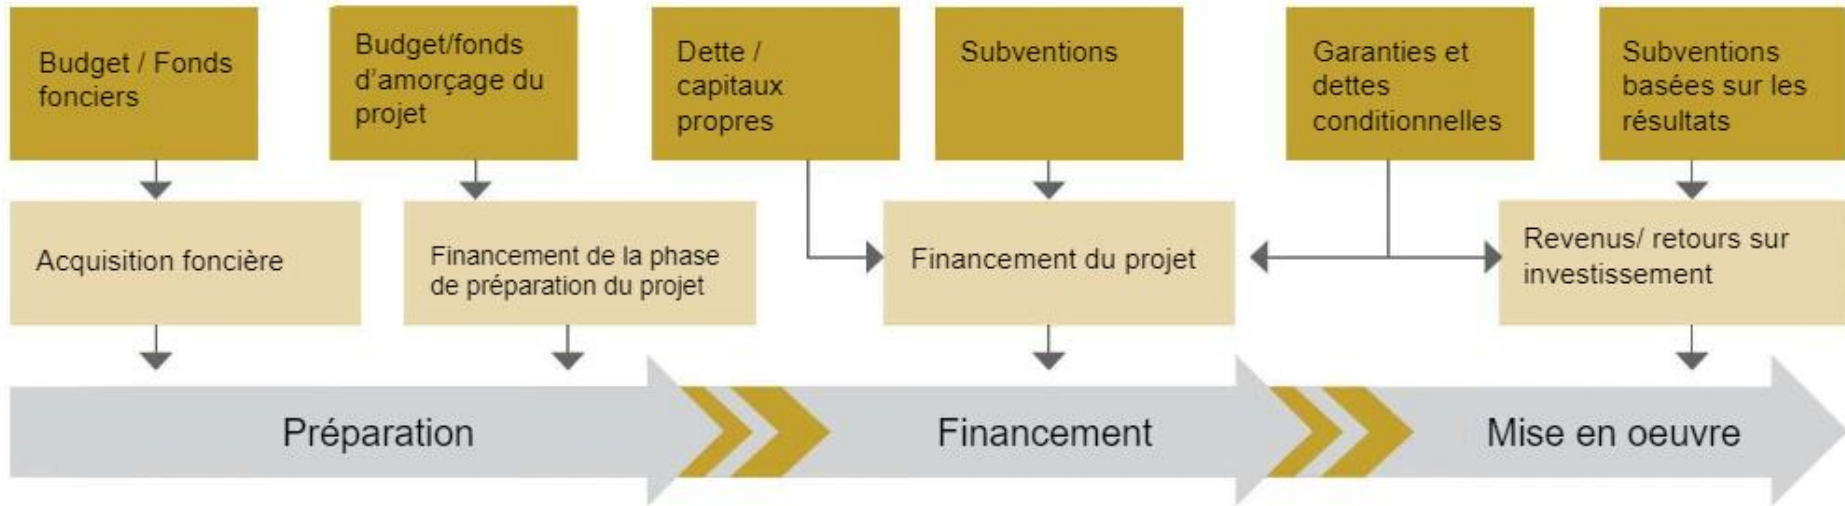 Budget / Fonds
fonciers
Budget/fonds
d'amorçage du
projet
Dette /
capitaux
propres
Subventions
Garanties et
dettes
conditionnelles
Subventions
basées sur les
résultats
Acquisition foncière
Financement de la phase
de préparation du projet
Financement du projet
Revenus/ retours sur
investissement
Préparation
Financement
Mise en oeuvre